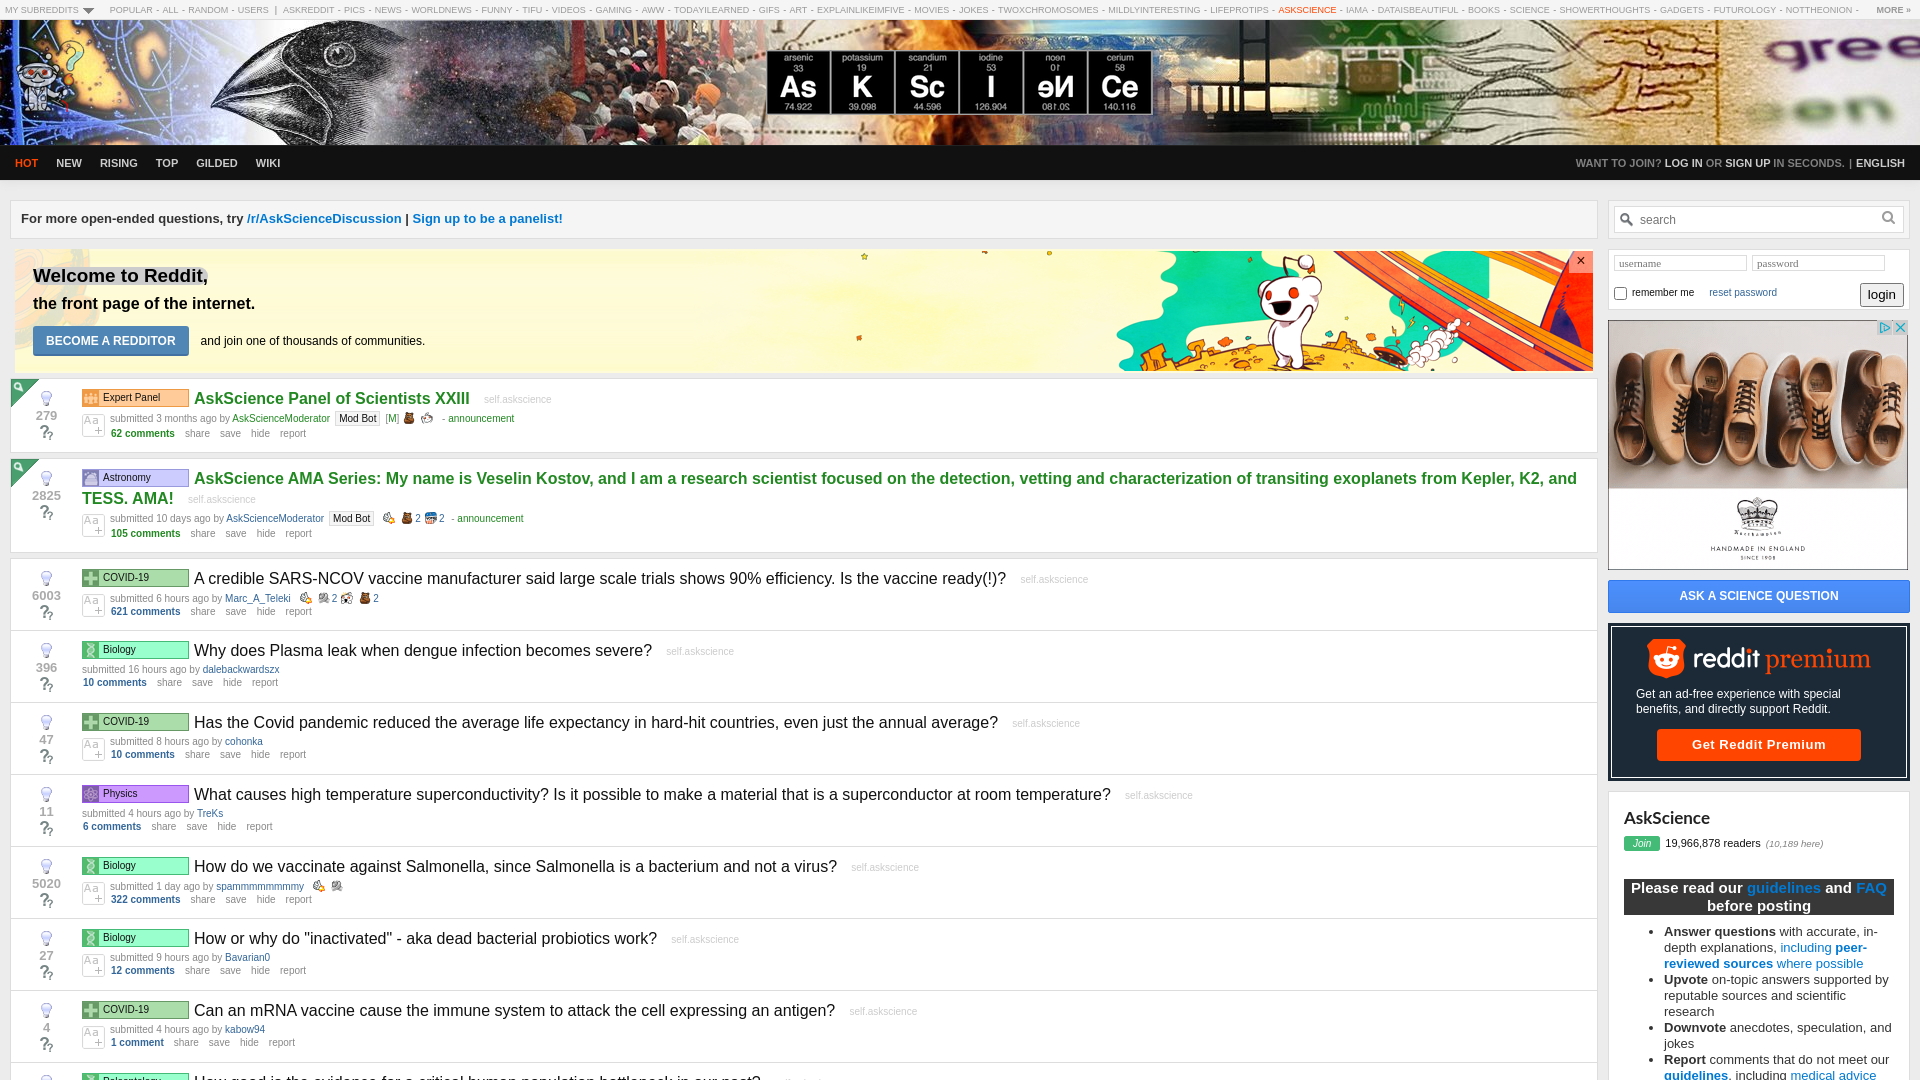 MY SUBREDDITS POPULAR - ALL - RANDOM - USERS | ASKREDDIT - PICS - NEWS - WORLDNEWS - FUNNY - TIFU - VIDEOS - GAMING - AWW - TODAYILEARNED - GIFS - ART - EXPLAINLIKEIMFIVE - MOVIES - JOKES - TWOXCHROMOSOMES - MILDLYINTERESTING - LIFEPROTIPS - ASKSCIENCE - IAMA - DATAISBEAUTIFUL - BOOKS - SCIENCE - SHOWERTHOUGHTS - GADGETS - FUTUROLOGY - NOTTHEONION - MORE »
arsenic potassium scandium iodine neon cerium
33 19 21 53 10 58
As K Sc I Ne Ce
74.922 39.098 44.596 126.904 20.180 140.116
gree
en
HOT NEW RISING TOP GILDED WIKI
WANT TO JOIN? LOG IN OR SIGN UP IN SECONDS. | ENGLISH
For more open-ended questions, try /r/AskScienceDiscussion | Sign up to be a panelist!
Welcome to Reddit,
the front page of the internet.
BECOME A REDDITOR and join one of thousands of communities.
×
279
??
Expert Panel AskScience Panel of Scientists XXIII self.askscience
submitted 3 months ago by AskScienceModerator Mod Bot [M] - announcement
62 comments share save hide report
2825
??
Astronomy AskScience AMA Series: My name is Veselin Kostov, and I am a research scientist focused on the detection, vetting and characterization of transiting exoplanets from Kepler, K2, and
TESS. AMA! self.askscience
submitted 10 days ago by AskScienceModerator Mod Bot 2 2 - announcement
105 comments share save hide report
6003
??
COVID-19 A credible SARS-NCOV vaccine manufacturer said large scale trials shows 90% efficiency. Is the vaccine ready(!)? self.askscience
submitted 6 hours ago by Marc_A_Teleki 2 2
621 comments share save hide report
396
??
Biology Why does Plasma leak when dengue infection becomes severe? self.askscience
submitted 16 hours ago by dalebackwardszx
10 comments share save hide report
47
??
COVID-19 Has the Covid pandemic reduced the average life expectancy in hard-hit countries, even just the annual average? self.askscience
submitted 8 hours ago by cohonka
10 comments share save hide report
11
??
Physics What causes high temperature superconductivity? Is it possible to make a material that is a superconductor at room temperature? self.askscience
submitted 4 hours ago by TreKs
6 comments share save hide report
5020
??
Biology How do we vaccinate against Salmonella, since Salmonella is a bacterium and not a virus? self.askscience
submitted 1 day ago by spammmmmmmmy
322 comments share save hide report
27
??
Biology How or why do "inactivated" - aka dead bacterial probiotics work? self.askscience
submitted 9 hours ago by Bavarian0
12 comments share save hide report
4
??
COVID-19 Can an mRNA vaccine cause the immune system to attack the cell expressing an antigen? self.askscience
submitted 4 hours ago by kabow94
1 comment share save hide report
Paleontology How good is the evidence for a critical human population bottleneck in our past?
search
username password
remember me reset password login
Northampton
HANDMADE IN ENGLAND
SINCE 1908
ASK A SCIENCE QUESTION
reddit premium
Get an ad-free experience with special
benefits, and directly support Reddit.
Get Reddit Premium
AskScience
Join 19,966,878 readers (10,189 here)
Please read our guidelines and FAQ
before posting
• Answer questions with accurate, in-
depth explanations, including peer-
reviewed sources where possible
• Upvote on-topic answers supported by
reputable sources and scientific
research
• Downvote anecdotes, speculation, and
jokes
• Report comments that do not meet our
guidelines, including medical advice